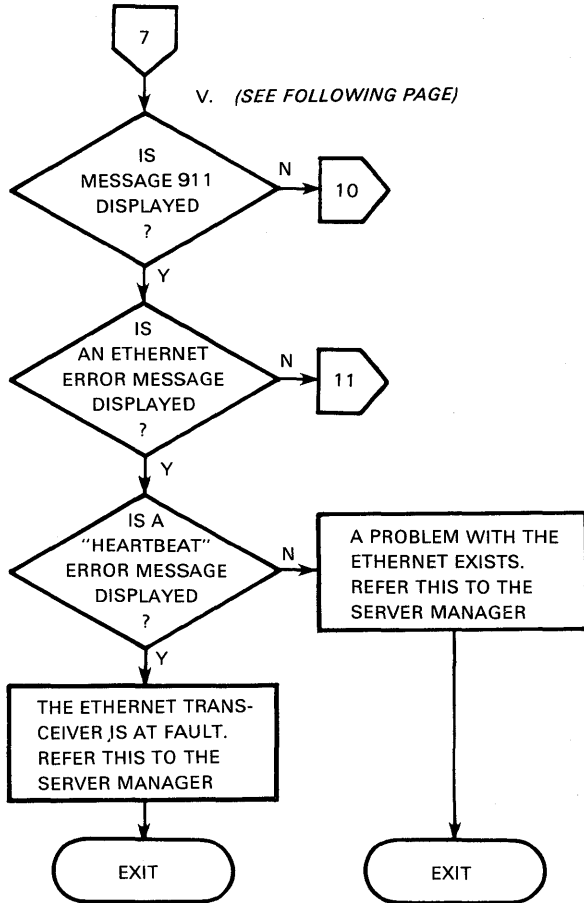 7
V. (SEE FOLLOWING PAGE)
IS
MESSAGE 911
DISPLAYED
?
N
10
Y
IS
AN ETHERNET
ERROR MESSAGE
DISPLAYED
?
N
11
Y
IS A
"HEARTBEAT"
ERROR MESSAGE
DISPLAYED
?
N
A PROBLEM WITH THE
ETHERNET EXISTS.
REFER THIS TO THE
SERVER MANAGER
Y
THE ETHERNET TRANS-
CEIVER IS AT FAULT.
REFER THIS TO THE
SERVER MANAGER
EXIT
EXIT